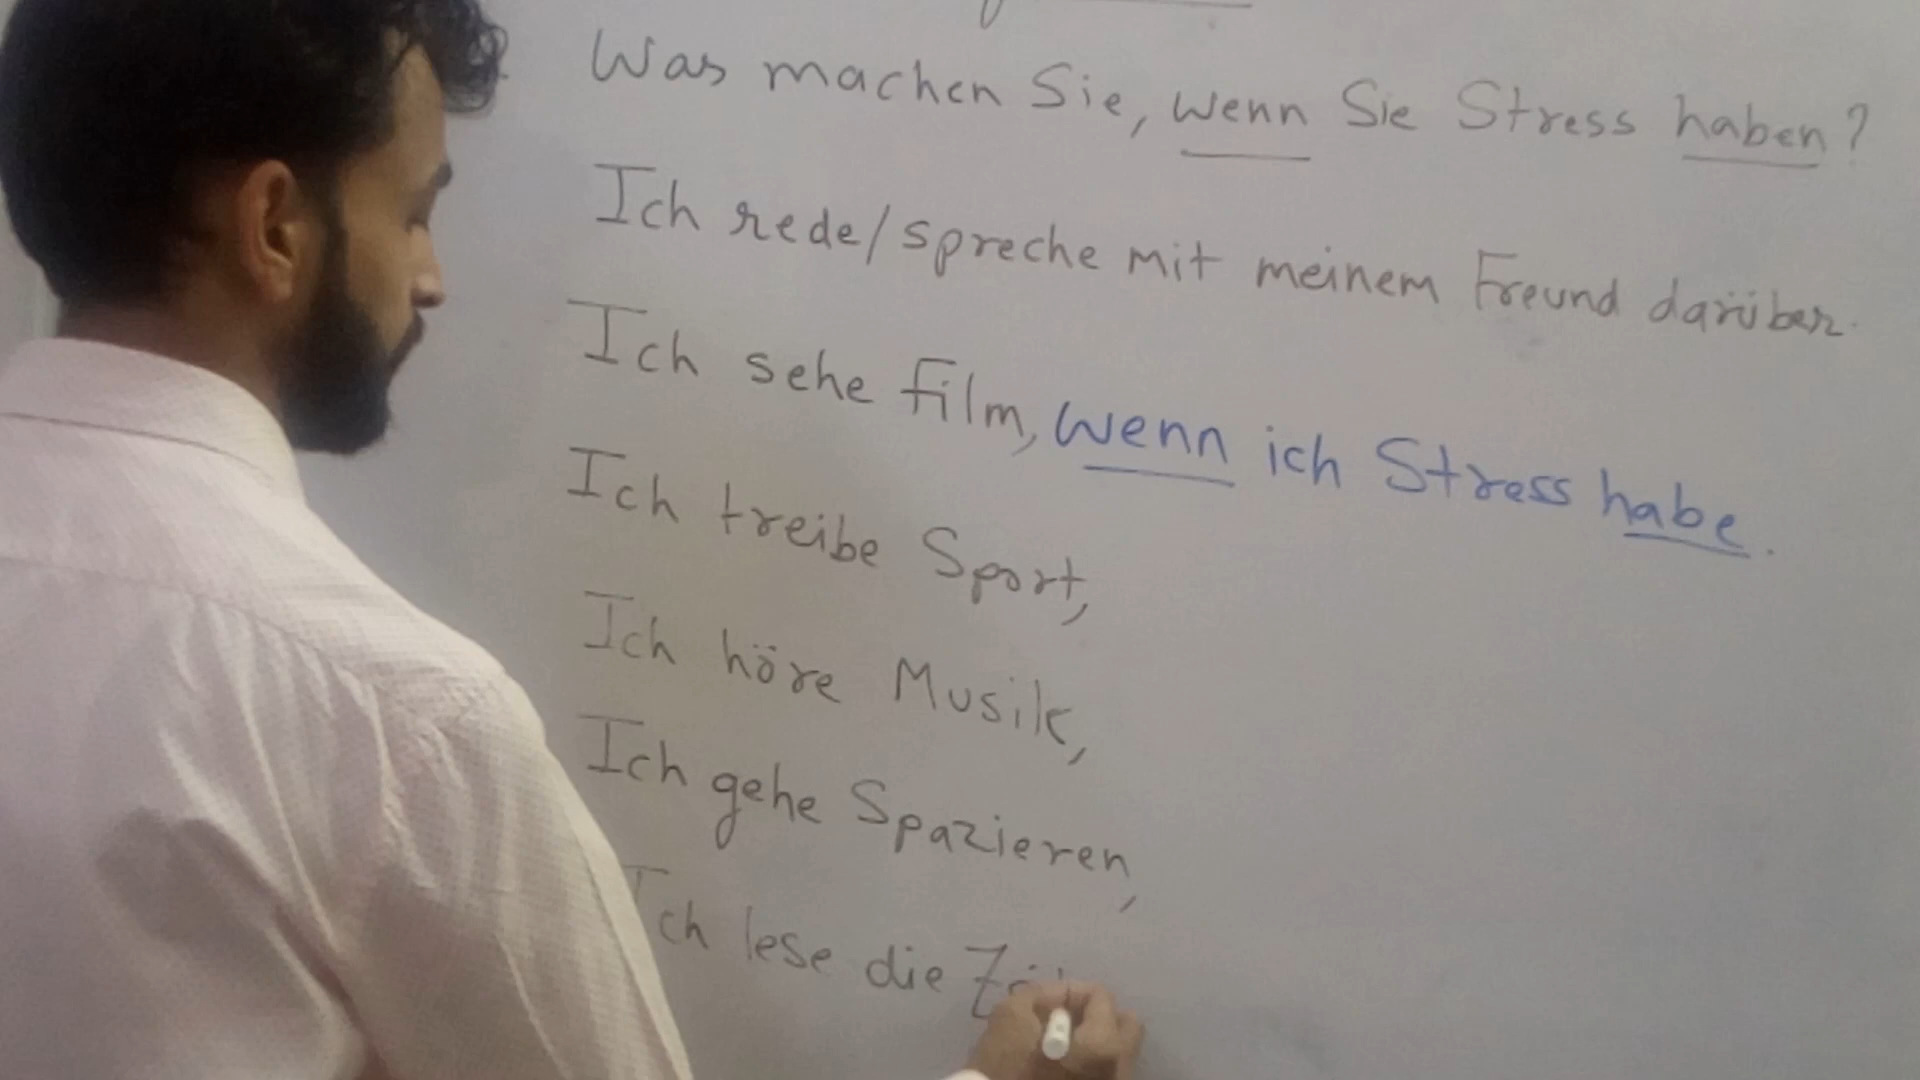 Was machen Sie, wenn Sie Stress haben?
Ich rede/spreche mit meinem Freund darüber.
Ich sehe film, wenn ich Stress habe.
Ich treibe Sport,
Ich höre Musik,
Ich gehe Spazieren,
Ich lese die